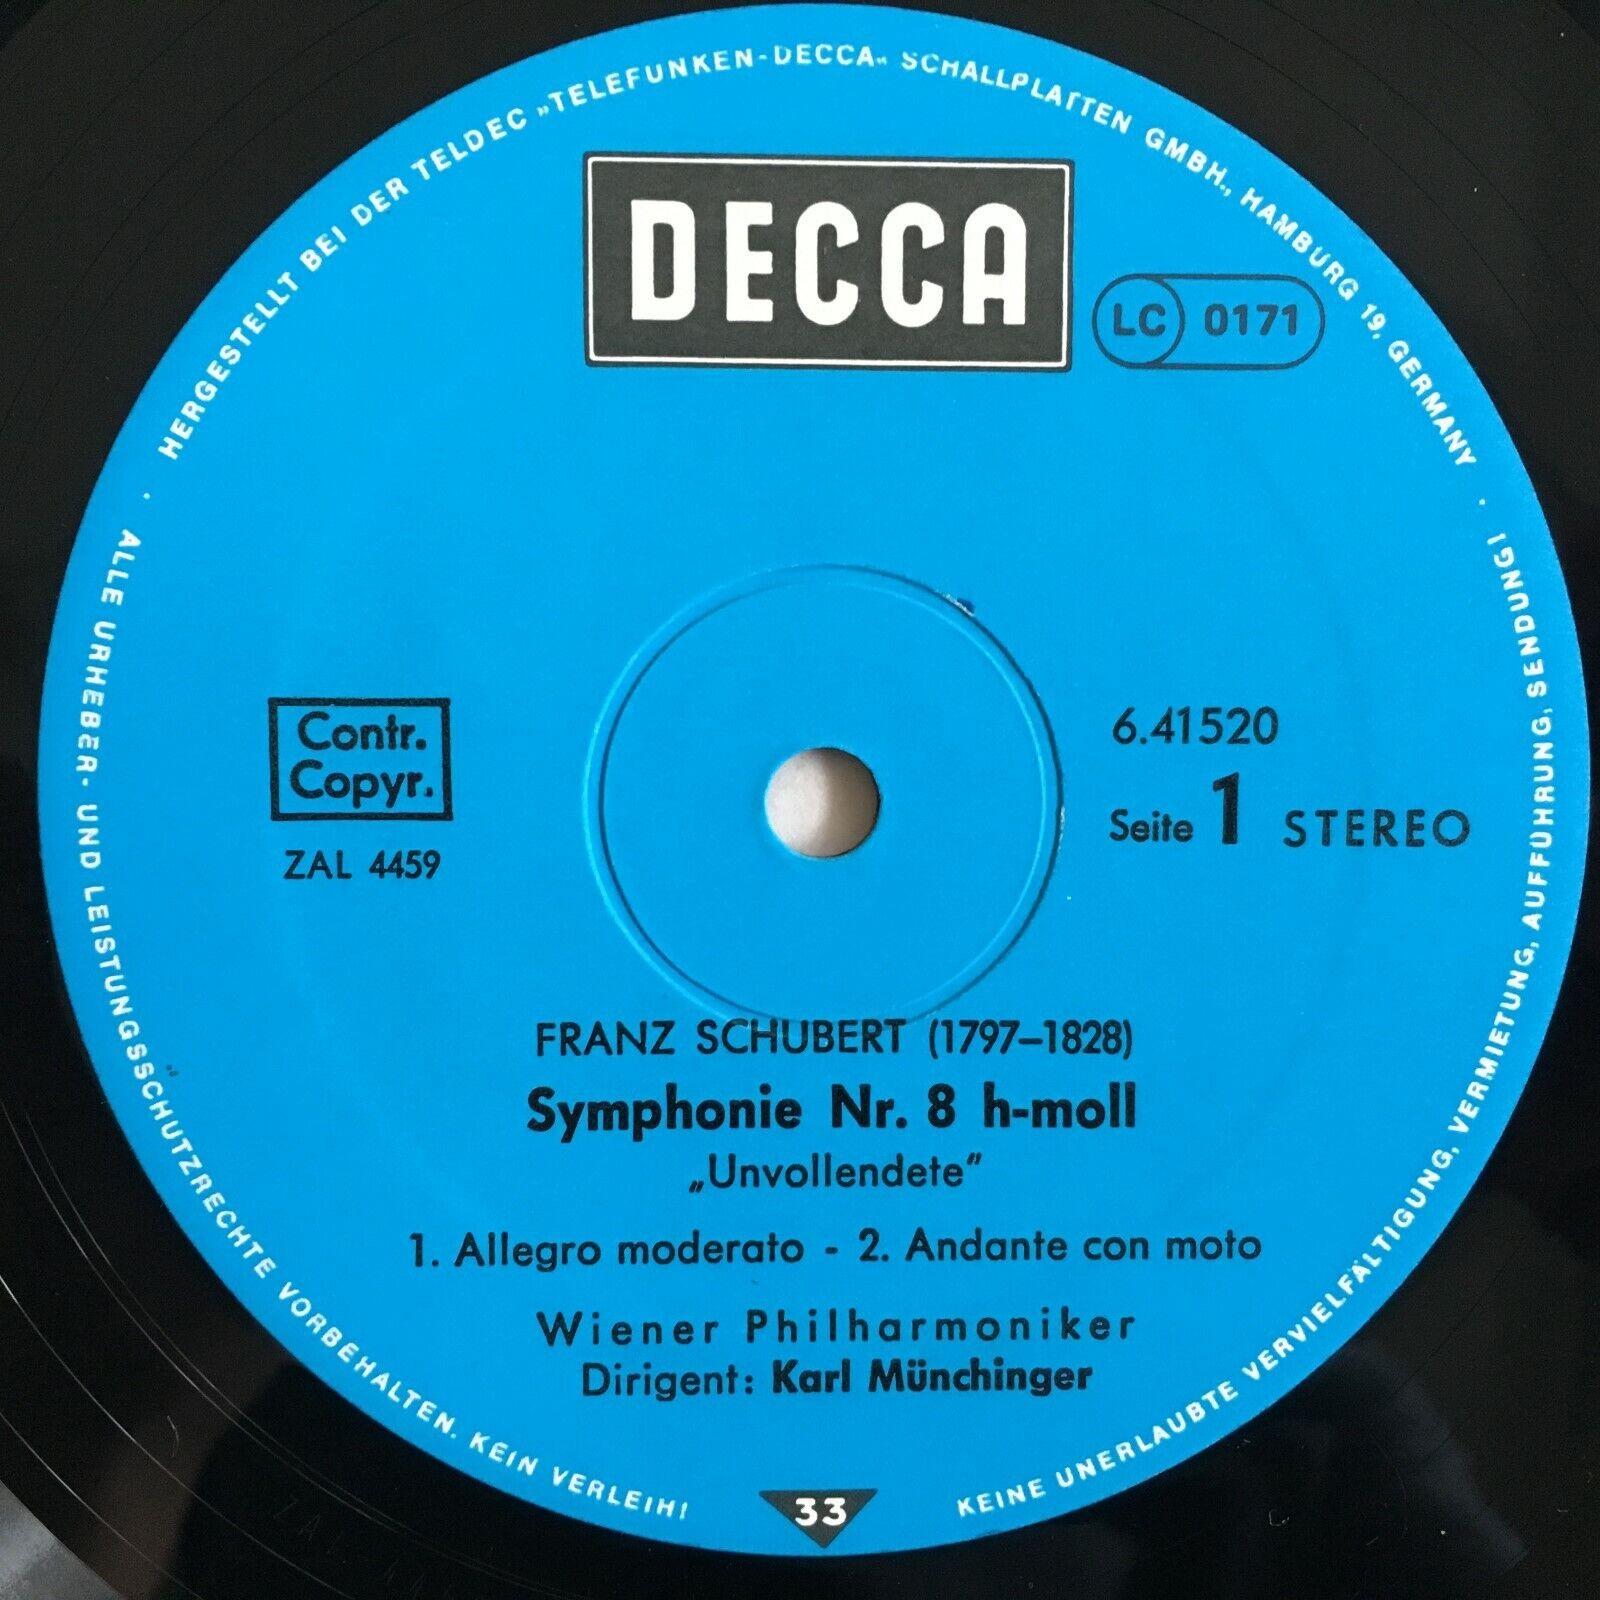 HERGESTELLT BEI DER TELDEC „TELEFUNKEN-DECCA“ SCHALLPLATTEN GMBH., HAMBURG 19, GERMANY ·
DECCA
LC 0171
Contr.
Copyr.
ZAL 4459
6.41520
Seite 1 STEREO
FRANZ SCHUBERT (1797–1828)
Symphonie Nr. 8 h-moll
„Unvollendete“
1. Allegro moderato - 2. Andante con moto
Wiener Philharmoniker
Dirigent: Karl Münchinger
33
· ALLE URHEBER- UND LEISTUNGSSCHUTZRECHTE VORBEHALTEN. KEIN VERLEIH!
KEINE UNERLAUBTE VERVIELFÄLTIGUNG, VERMIETUNG, AUFFÜHRUNG, SENDUNG!
ZAL